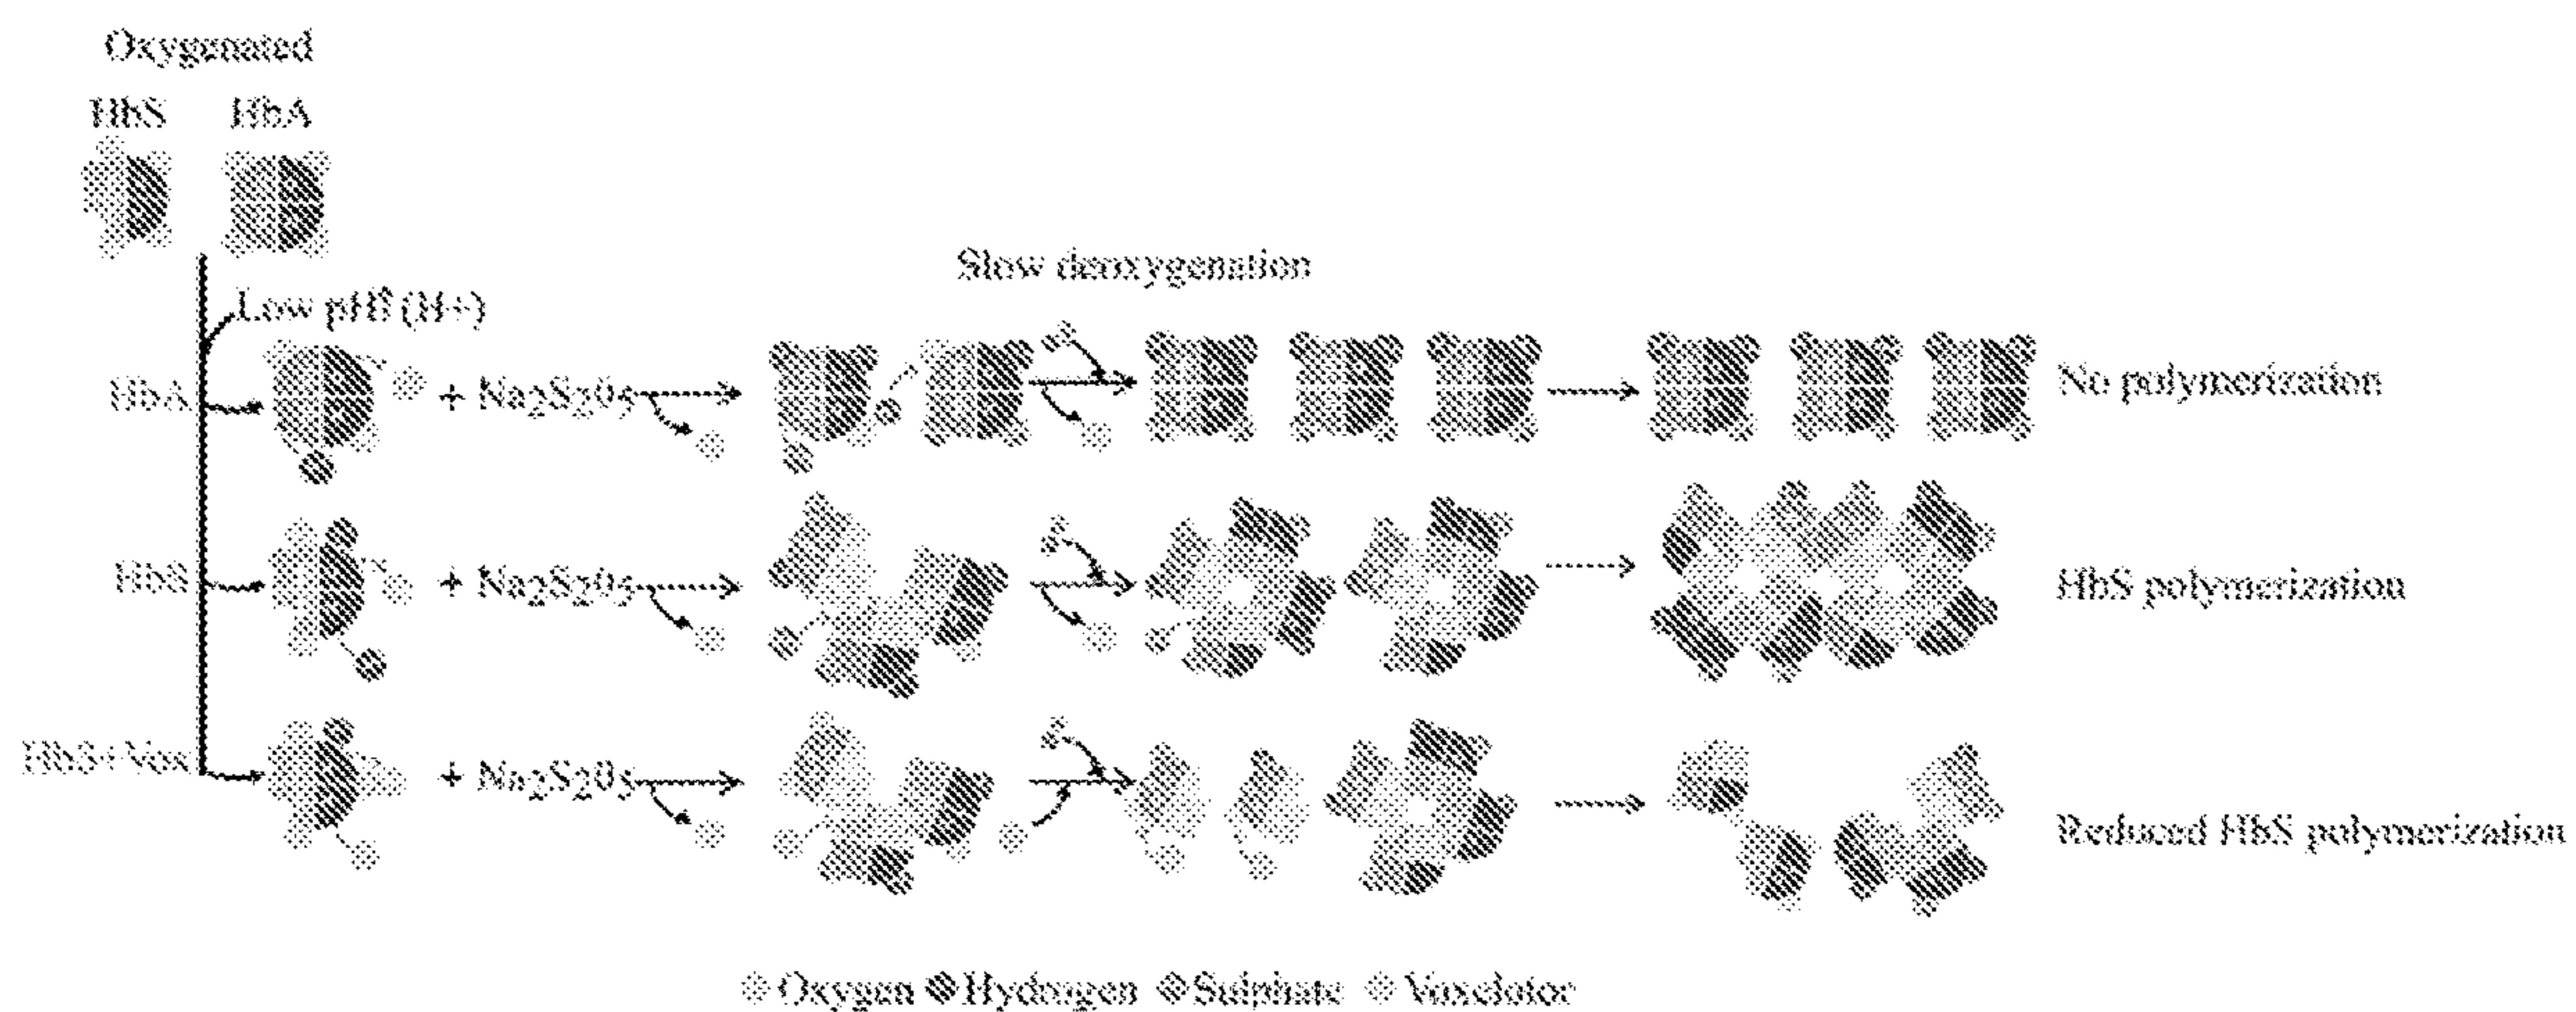 Oxygenated
HbS HbA
Low pH (H+)
Slow deoxygenation
HbA + Na2S2O5 No polymerization
HbS + Na2S2O5 HbS polymerization
HbS+Vox + Na2S2O5 Reduced HbS polymerization
Oxygen Hydrogen Sulphate Voxelotor